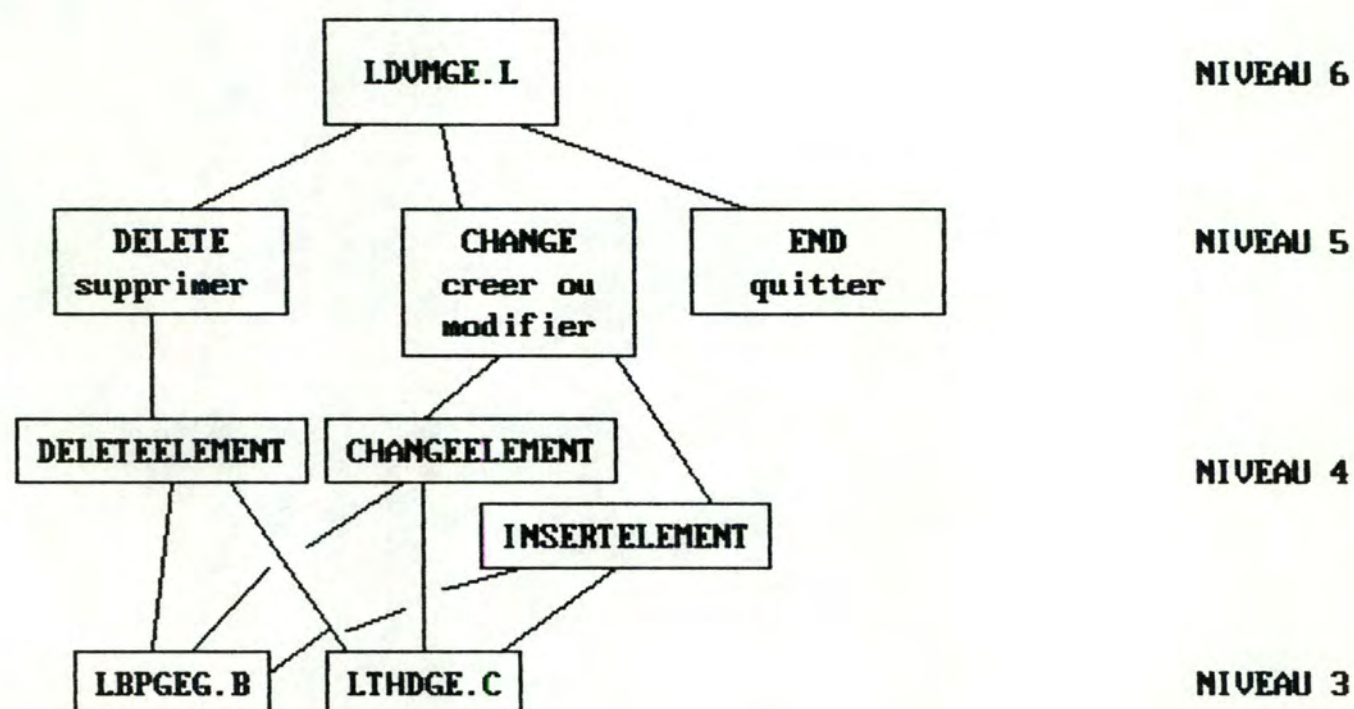 LDVMGE.L
NIVEAU 6
DELETE
supprimer
CHANGE
creer ou
modifier
END
quitter
NIVEAU 5
DELETEELEMENT
CHANGEELEMENT
NIVEAU 4
INSERTELEMENT
LBPGEG.B
LTHDGE.C
NIVEAU 3